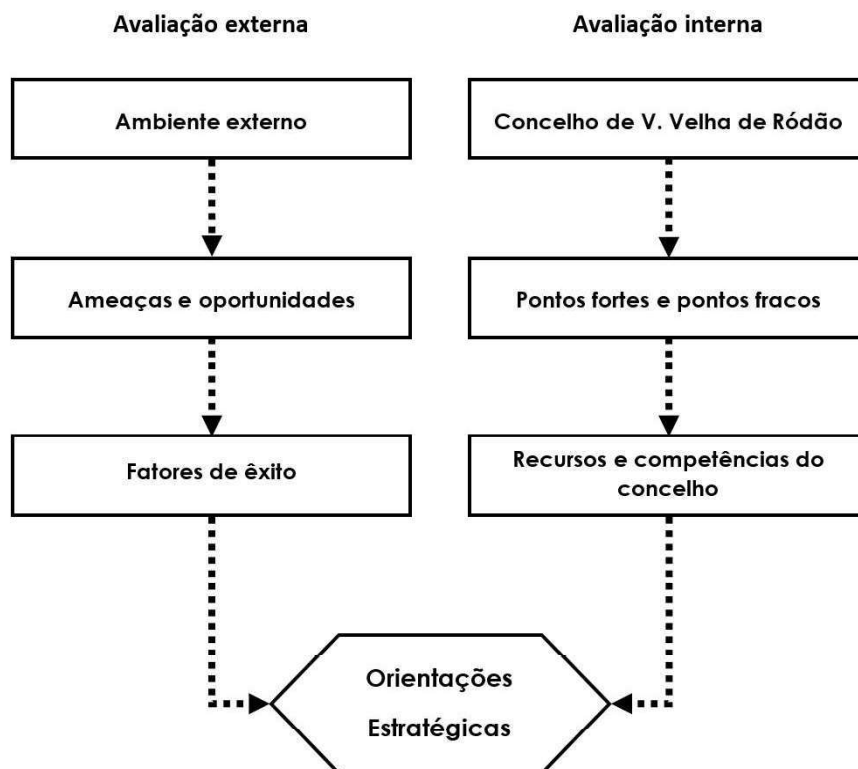 Avaliação externa
Avaliação interna
Ambiente externo
Concelho de V. Velha de Ródão
Ameaças e oportunidades
Pontos fortes e pontos fracos
Fatores de êxito
Recursos e competências do
concelho
Orientações
Estratégicas